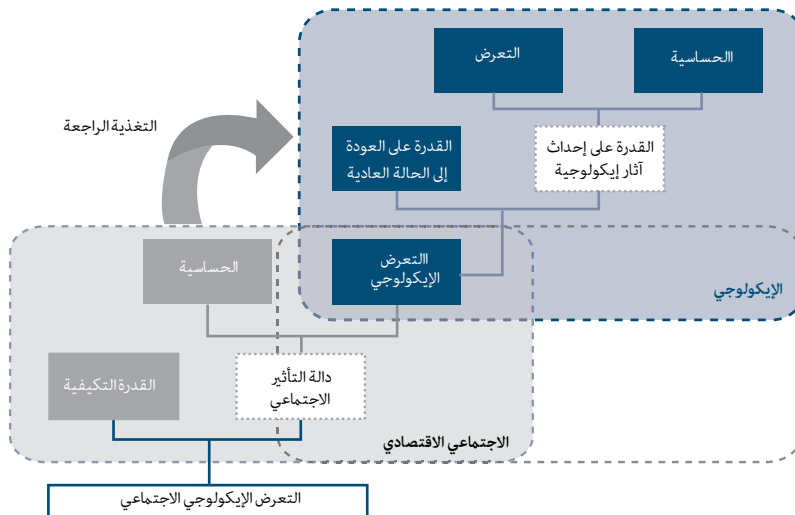 االحساسية
التعرض
التغذية الراجعة
القدرة على إحداث
آثار إيكولوجية
القدرة على العودة
إلى الحالة العادية
االتعرض
الإيكولوجي
الحساسية
الإيكولوجي
دالة التأثير
الاجتماعي
القدرة التكيفية
الاجتماعي الاقتصادي
التعرض الإيكولوجي الاجتماعي